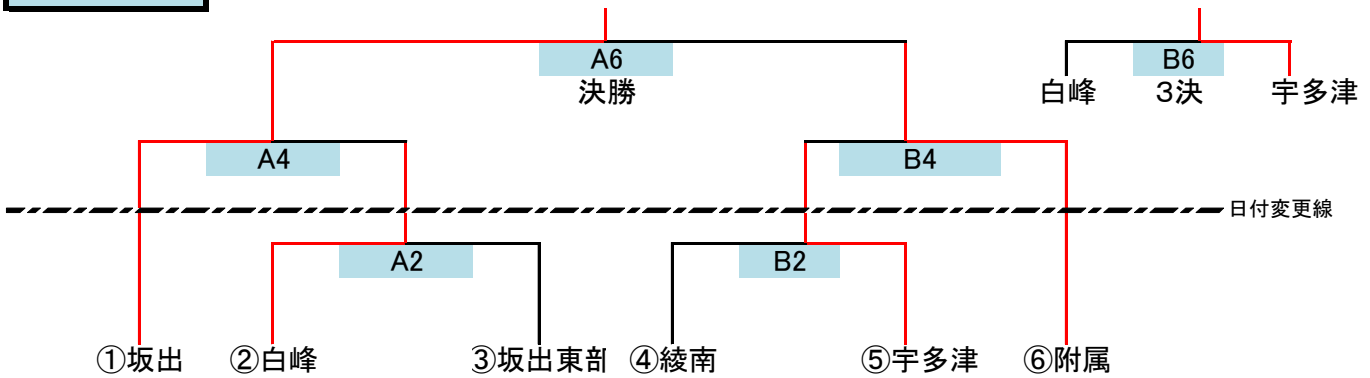 A6
決勝
B6
白峰 3決 宇多津
A4
B4
日付変更線
A2
B2
①坂出 ②白峰 ③坂出東部 ④綾南 ⑤宇多津 ⑥附属